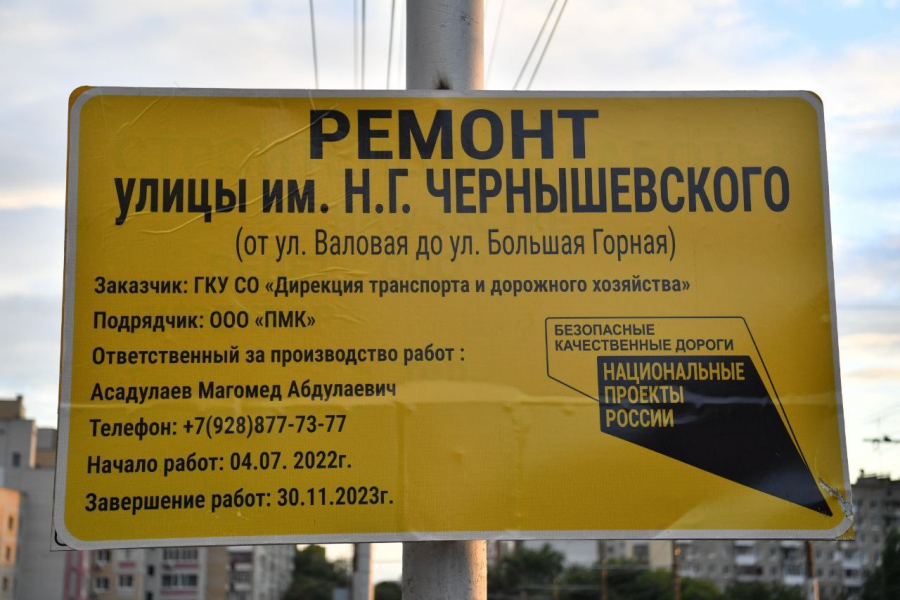 РЕМОНТ
УЛИЦЫ ИМ. Н.Г. ЧЕРНЫШЕВСКОГО
(от ул. Валовая до ул. Большая Горная)
Заказчик: ГКУ СО «Дирекция транспорта и дорожного хозяйства»
Подрядчик: ООО «ПМК»
Ответственный за производство работ :
Асадулаев Магомед Абдулаевич
Телефон: +7(928)877-73-77
Начало работ: 04.07. 2022г.
Завершение работ: 30.11.2023г.
БЕЗОПАСНЫЕ
КАЧЕСТВЕННЫЕ ДОРОГИ
НАЦИОНАЛЬНЫЕ
ПРОЕКТЫ
РОССИИ